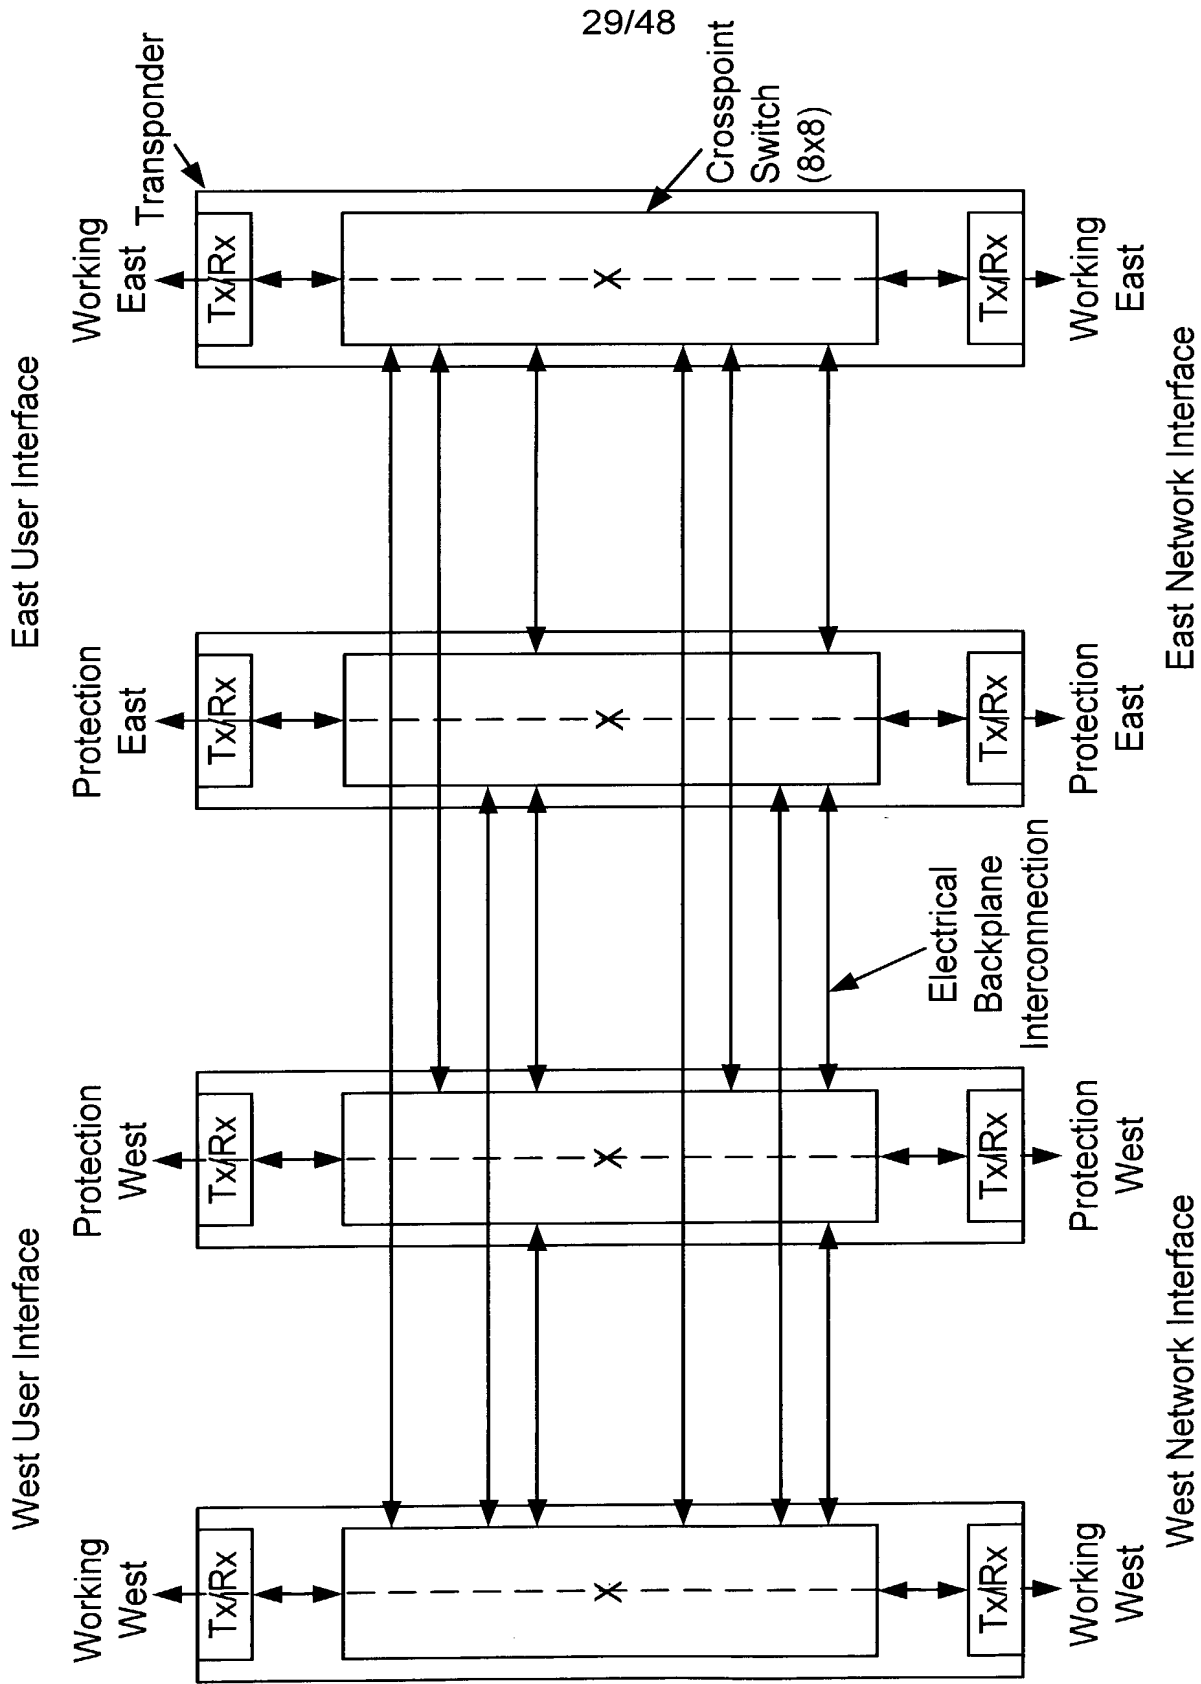 29/48
West User Interface
East User Interface
Working
West
Protection
West
Protection
East
Working
East
Transponder
Tx/Rx
Tx/Rx
Tx/Rx
Tx/Rx
X
X
X
X
Crosspoint
Switch
(8x8)
Electrical
Backplane
Interconnection
Tx/Rx
Tx/Rx
Tx/Rx
Tx/Rx
Working
West
Protection
West
Protection
East
Working
East
West Network Interface
East Network Interface